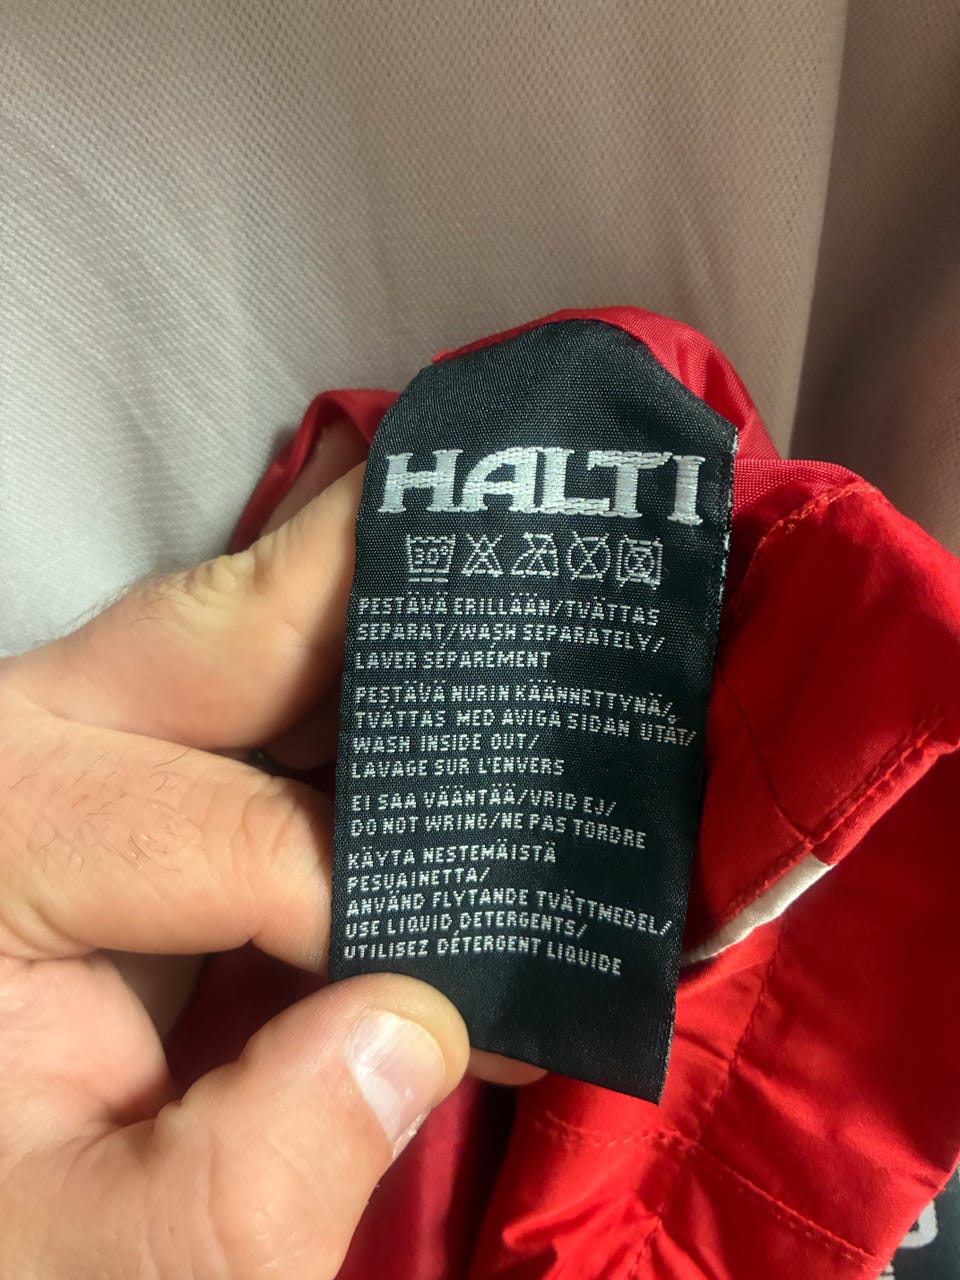 HALTI
30°
PESTÄVÄ ERILLÄÄN/TVÄTTAS
SEPARAT/WASH SEPARATELY/
LAVER SÉPARÉMENT
PESTÄVÄ NURIN KÄÄNNETTYNÄ/
TVÄTTAS MED AVIGA SIDAN UTÅT/
WASH INSIDE OUT/
LAVAGE SUR L'ENVERS
EI SAA VÄÄNTÄÄ/VRID EJ/
DO NOT WRING/NE PAS TORDRE
KÄYTÄ NESTEMÄISTÄ
PESUAINETTA/
ANVÄND FLYTANDE TVÄTTMEDEL/
USE LIQUID DETERGENTS/
UTILISEZ DÉTERGENT LIQUIDE